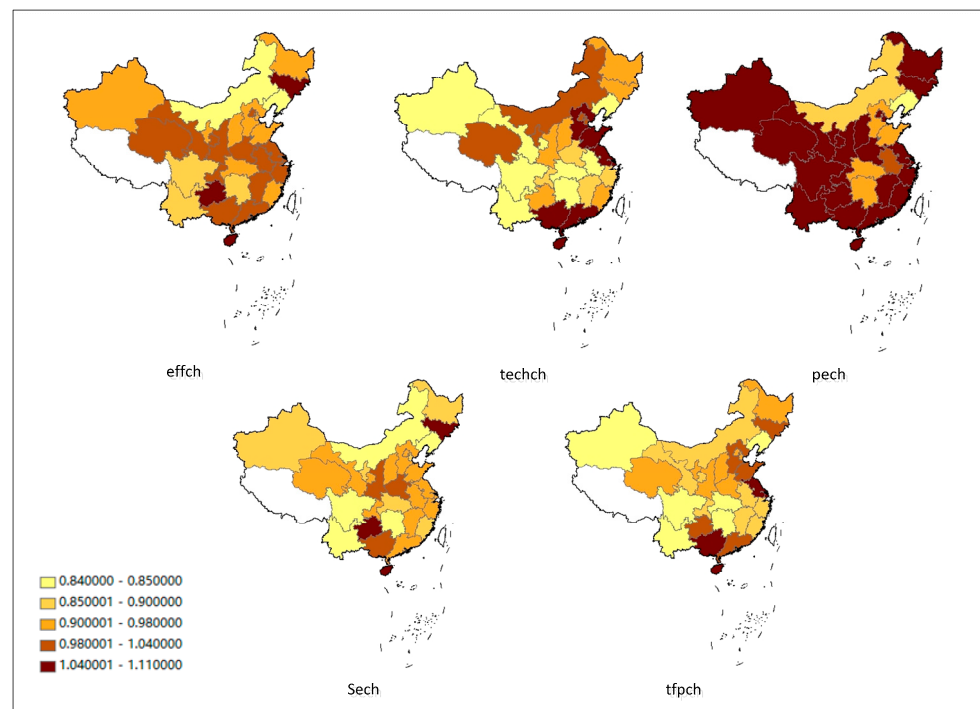 effch
techch
pech
0.840000 - 0.850000
0.850001 - 0.900000
0.900001 - 0.980000
0.980001 - 1.040000
1.040001 - 1.110000
Sech
tfpch